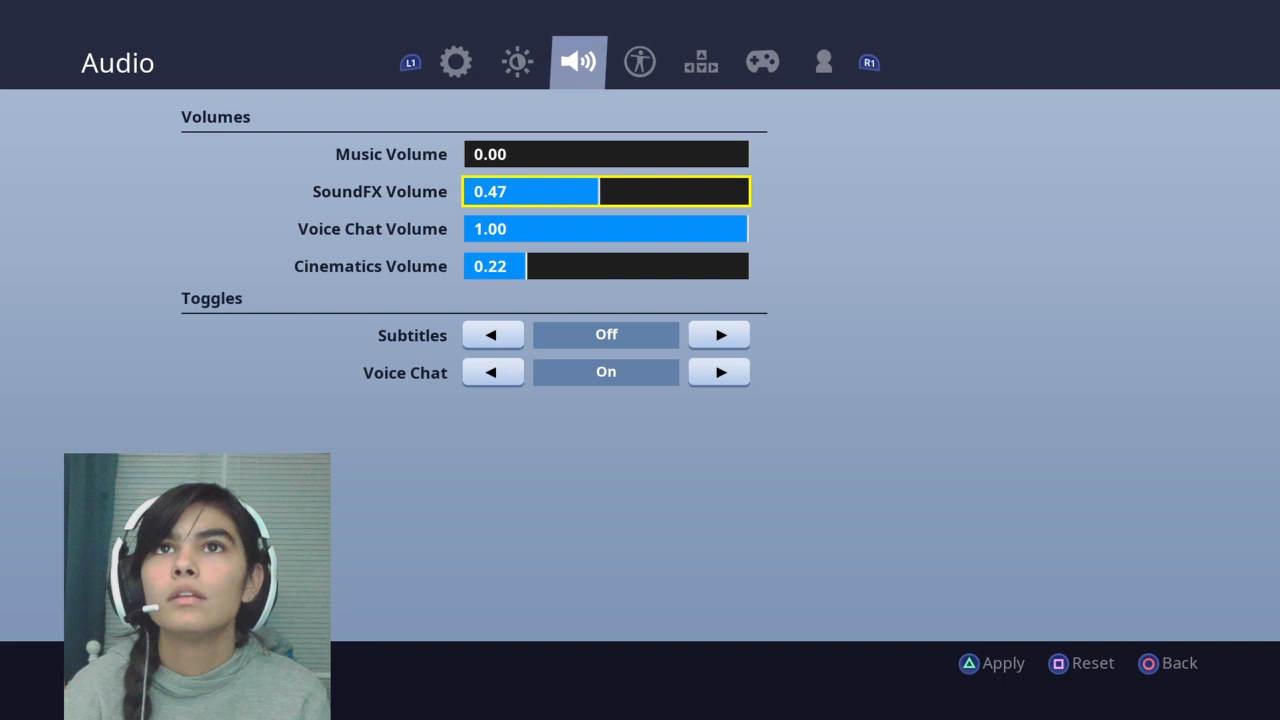 Audio
L1
R1
Volumes
Music Volume 0.00
SoundFX Volume 0.47
Voice Chat Volume 1.00
Cinematics Volume 0.22
Toggles
Subtitles Off
Voice Chat On
Apply Reset Back